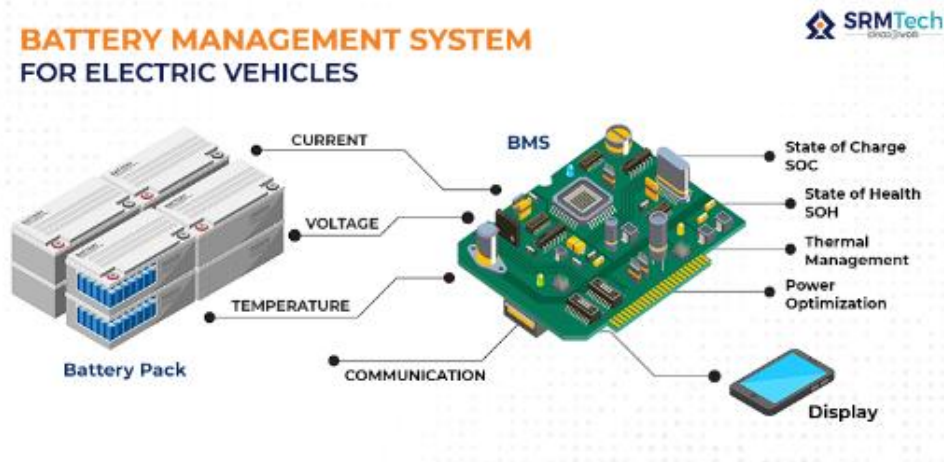 BATTERY MANAGEMENT SYSTEM
FOR ELECTRIC VEHICLES
SRMTech
CURRENT
BMS
State of Charge
SOC
VOLTAGE
State of Health
SOH
Thermal
Management
TEMPERATURE
Power
Optimization
Battery Pack
COMMUNICATION
Display